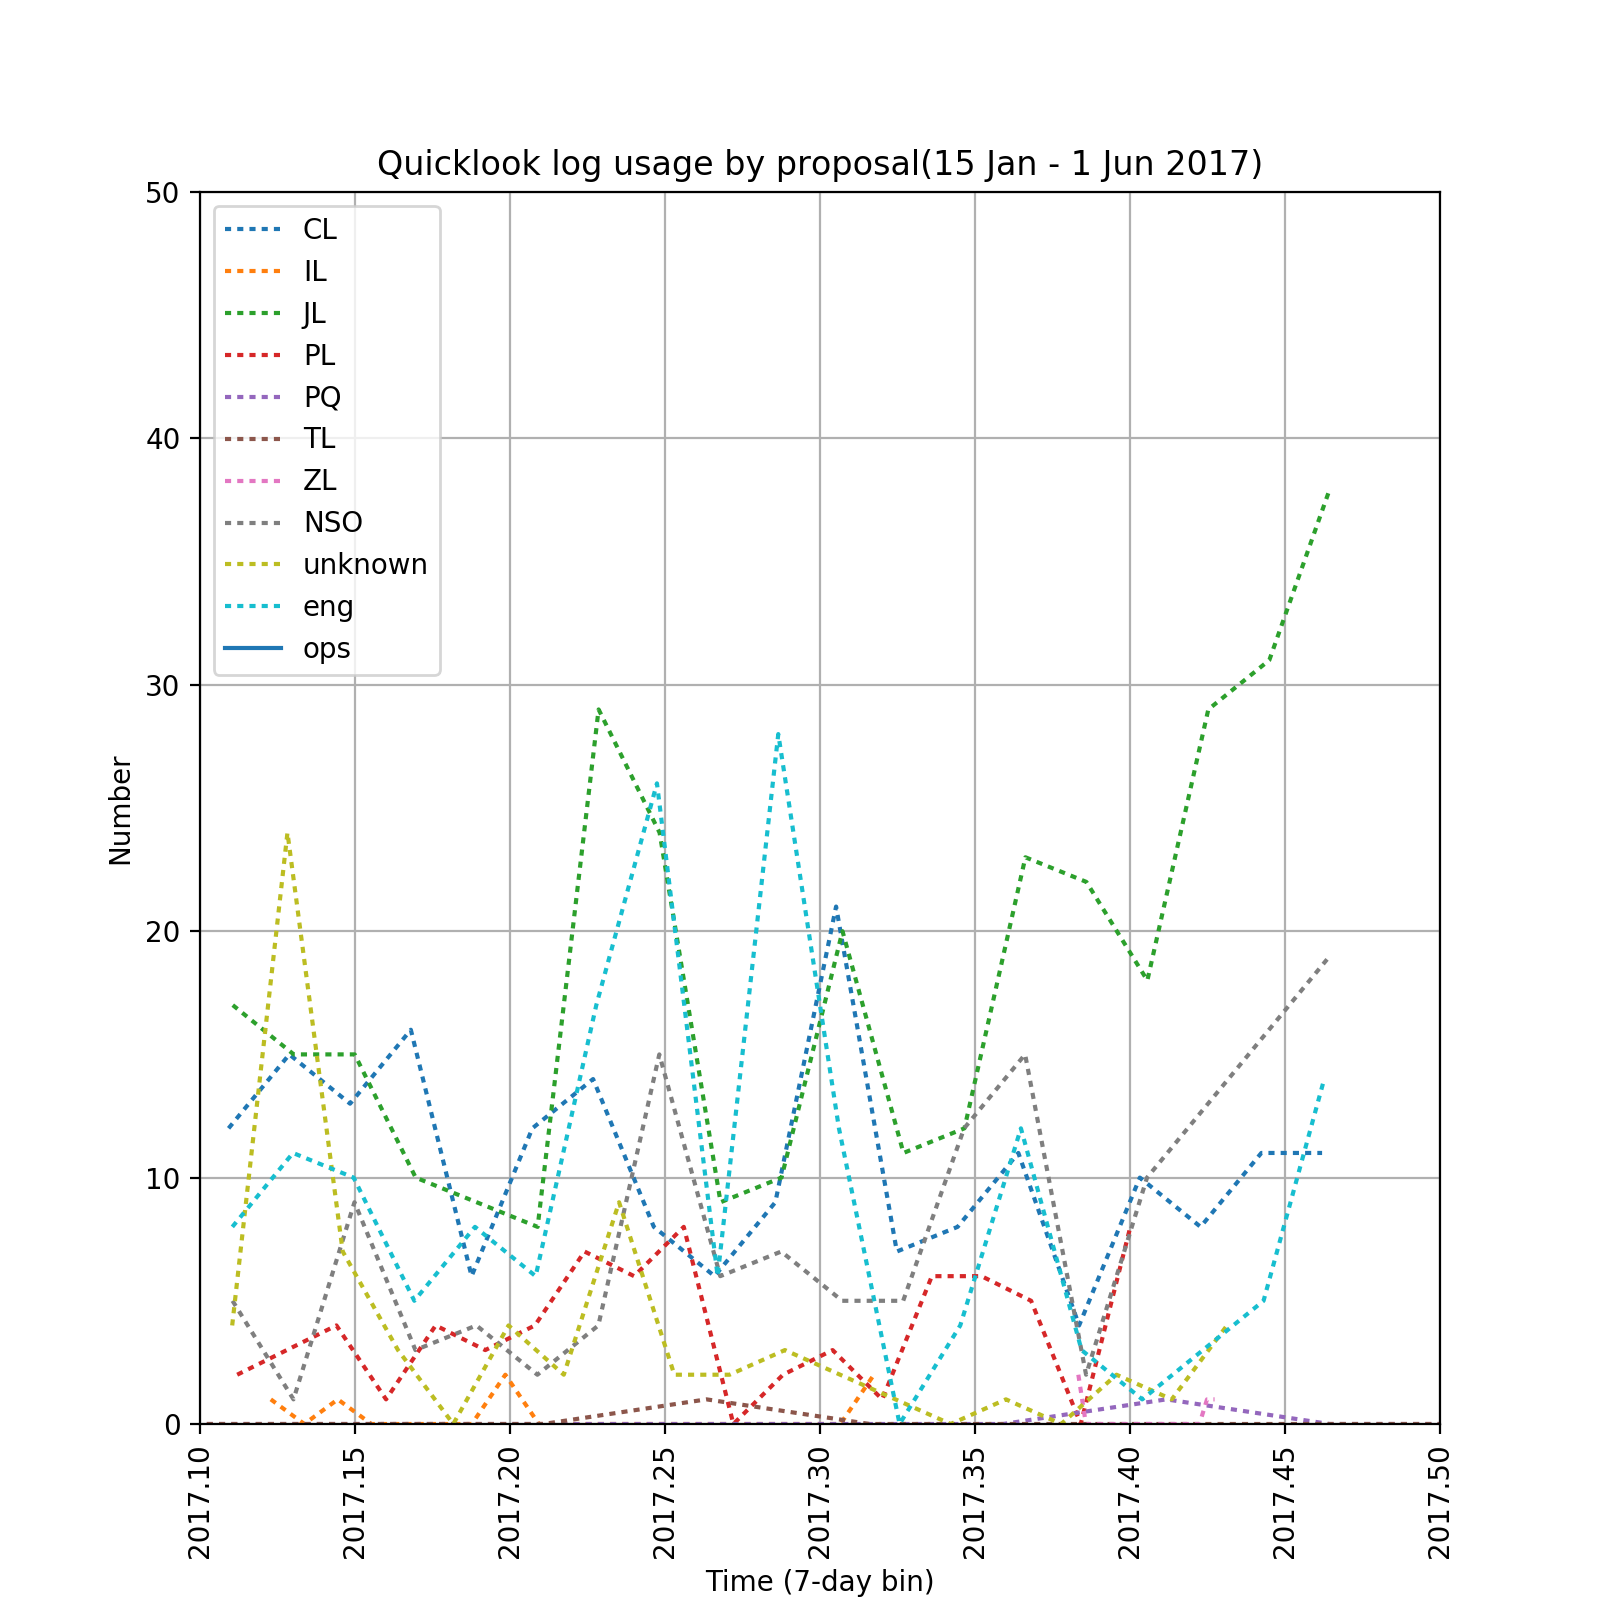 Quicklook log usage by proposal(15 Jan - 1 Jun 2017)
50
40
30
20
10
0
Number
CL
IL
JL
PL
PQ
TL
ZL
NSO
unknown
eng
ops
2017.10
2017.15
2017.20
2017.25
2017.30
2017.35
2017.40
2017.45
2017.50
Time (7-day bin)